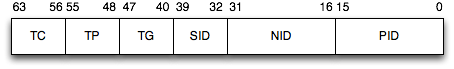 63 56 55 48 47 40 39 32 31 16 15 0
TC TP TG SID NID PID